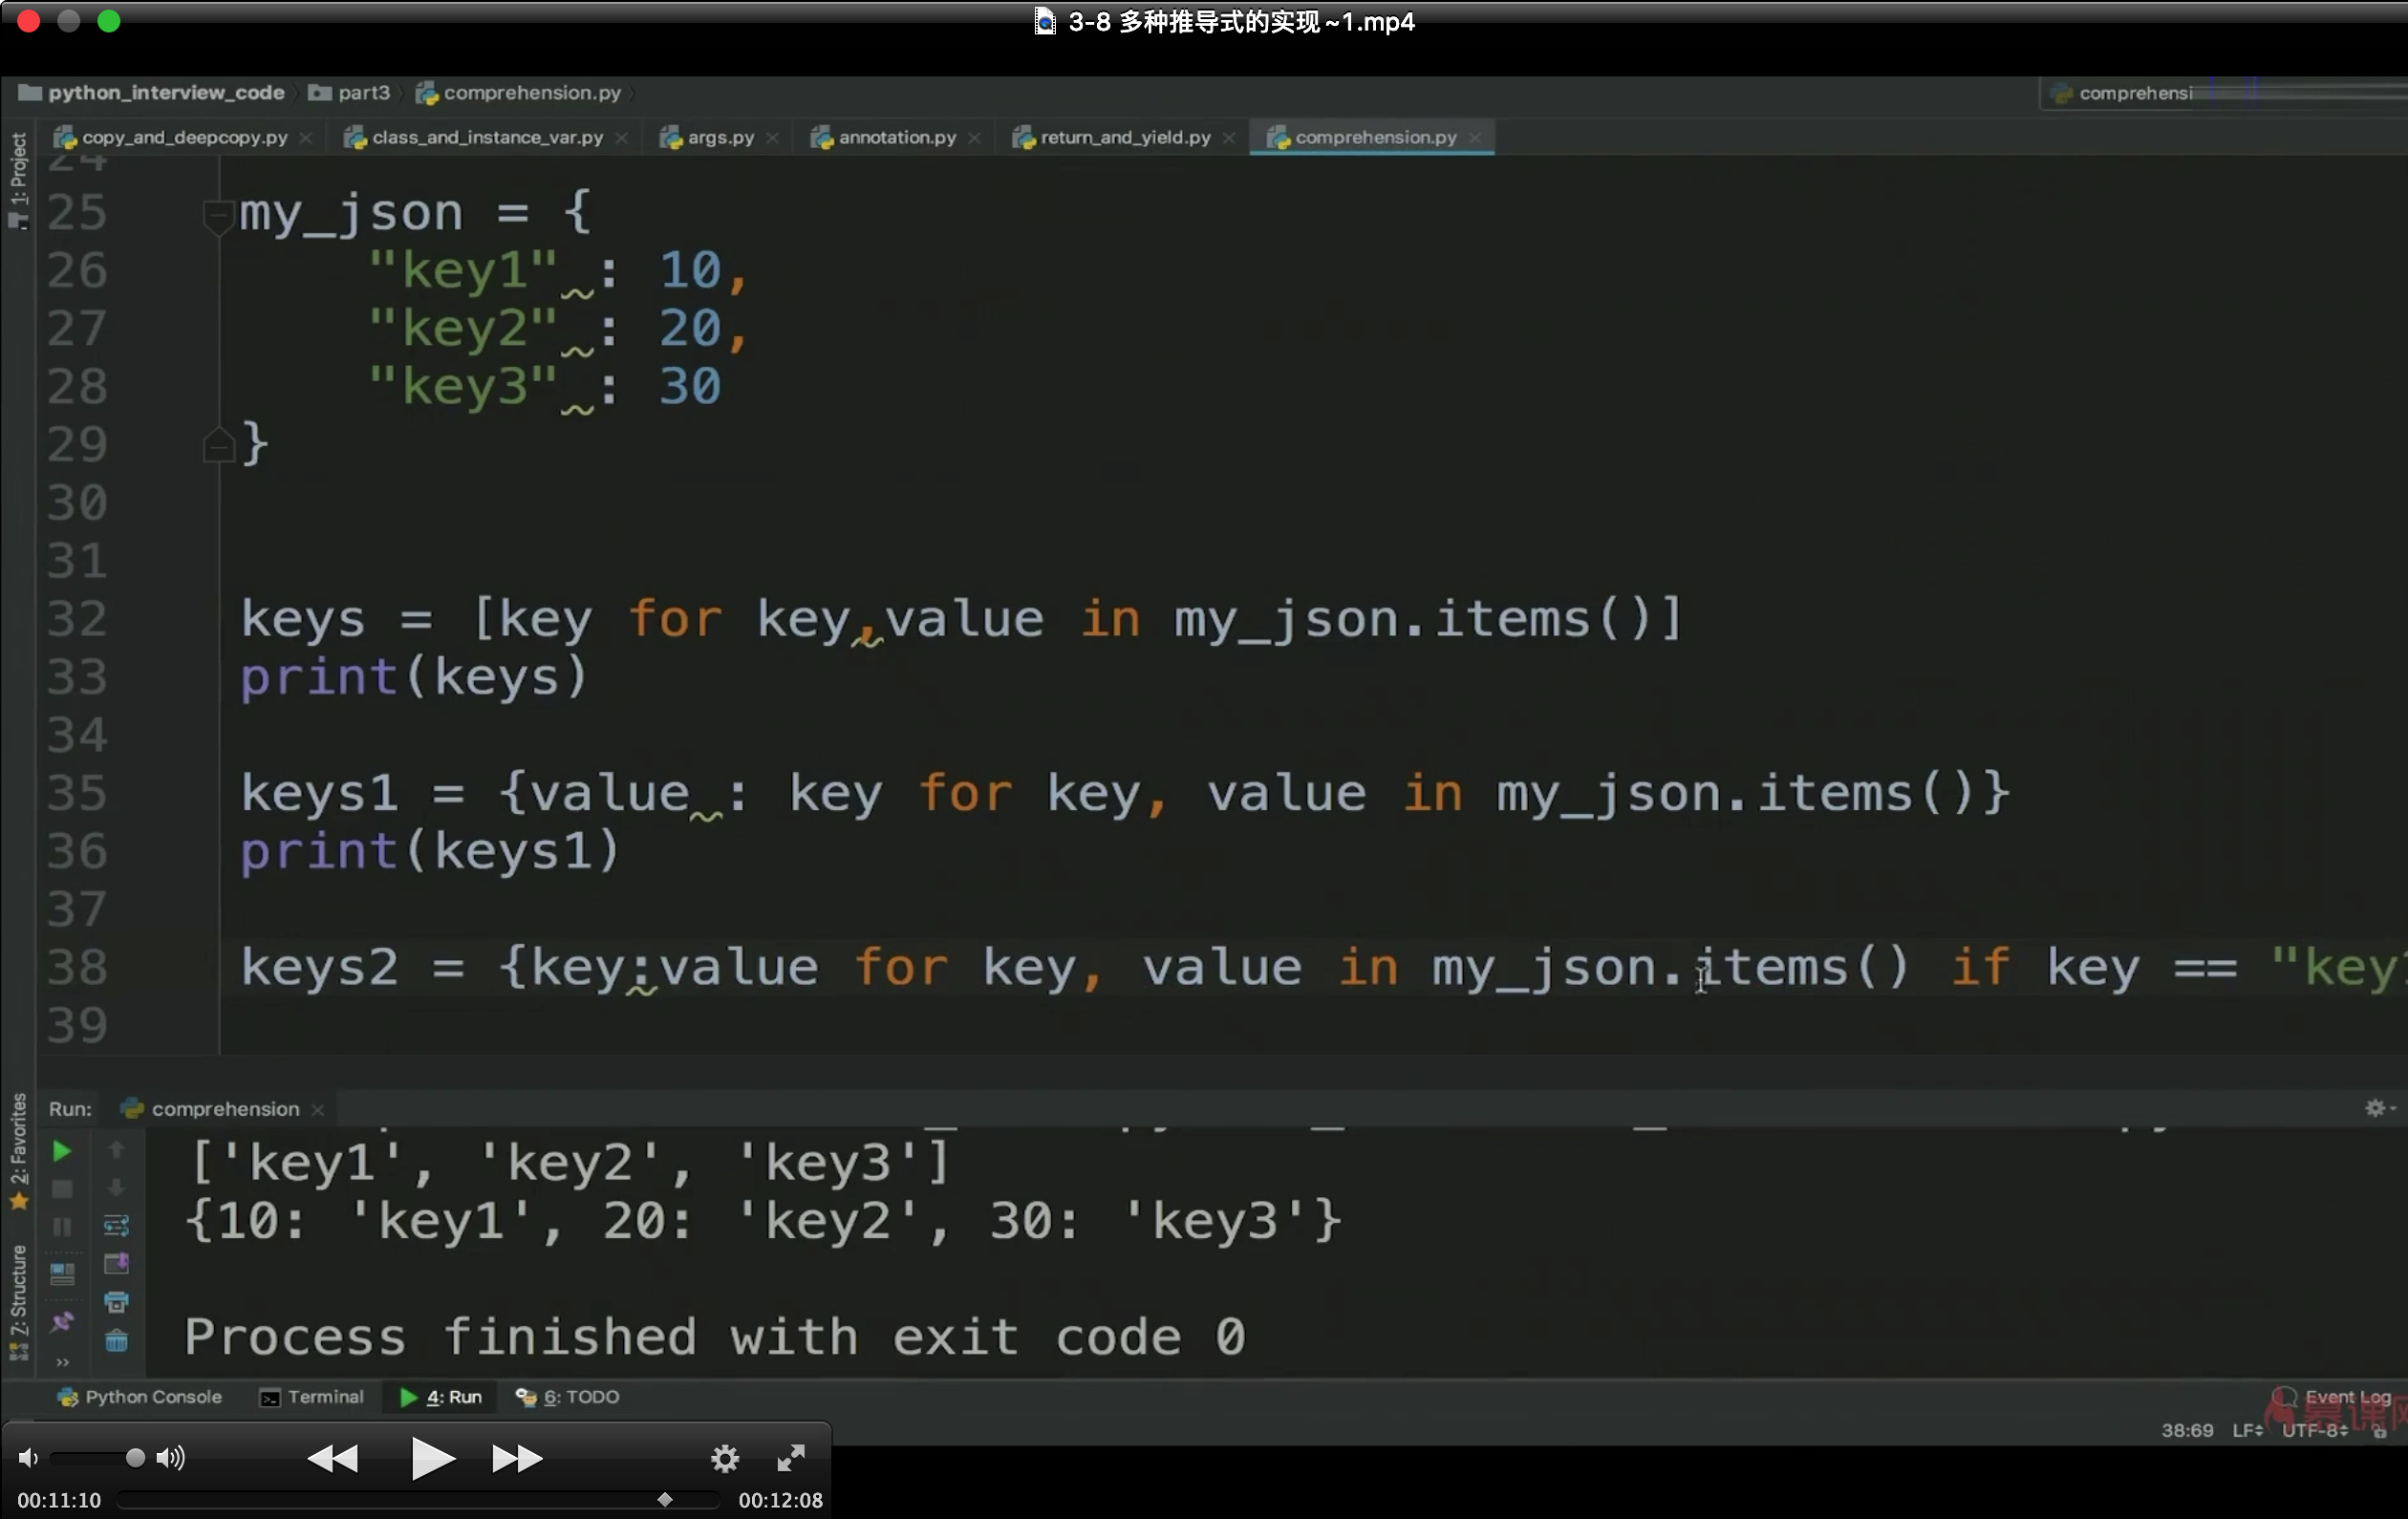 3-8 多种推导式的实现~1.mp4
python_interview_code part3 comprehension.py
comprehensi
copy_and_deepcopy.py class_and_instance_var.py args.py annotation.py return_and_yield.py comprehension.py
1: Project
24
25 my_json = {
26 "key1" : 10,
27 "key2" : 20,
28 "key3" : 30
29 }
30
31
32 keys = [key for key,value in my_json.items()]
33 print(keys)
34
35 keys1 = {value : key for key, value in my_json.items()}
36 print(keys1)
37
38 keys2 = {key:value for key, value in my_json.items() if key == "key
39
2: Favorites
7: Structure
Run: comprehension
['key1', 'key2', 'key3']
{10: 'key1', 20: 'key2', 30: 'key3'}
Process finished with exit code 0
Python Console Terminal 4: Run 6: TODO
Event Log
慕课网
38:69 LF UTF-8
00:11:10 00:12:08